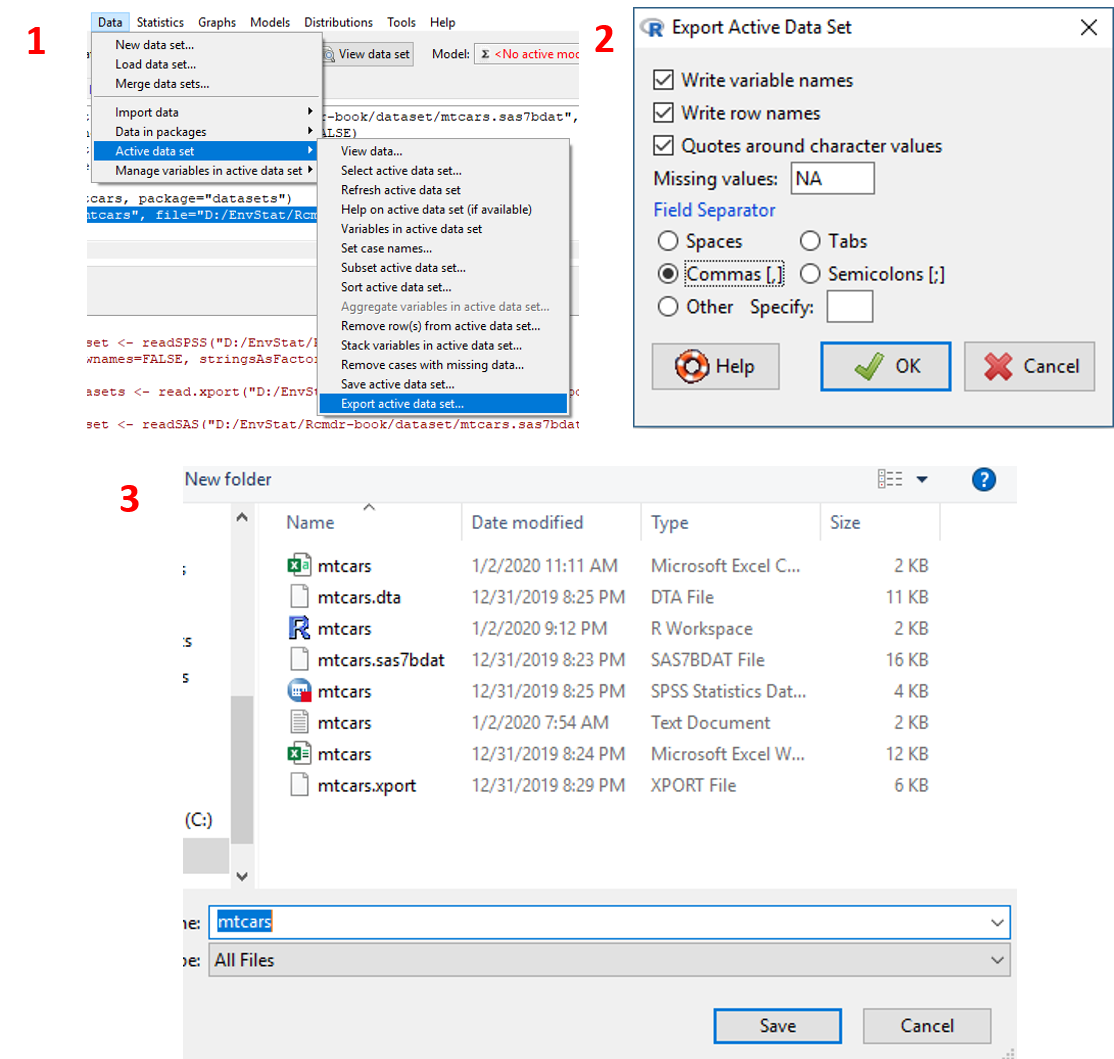 1
Data Statistics Graphs Models Distributions Tools Help
New data set...
Load data set...
Merge data sets...
Import data
Data in packages
Active data set
Manage variables in active data set
View data set Model: Σ <No active mod
r-book/dataset/mtcars.sas7bdat",
ALSE)
View data...
Select active data set...
Refresh active data set
Help on active data set (if available)
Variables in active data set
Set case names...
Subset active data set...
Sort active data set...
Aggregate variables in active data set...
Remove row(s) from active data set...
Stack variables in active data set...
Remove cases with missing data...
Save active data set...
Export active data set...
tcars, package="datasets")
mtcars", file="D:/EnvStat/Rcm
set <- readSPSS("D:/EnvStat/R
wnames=FALSE, stringsAsFactor
asets <- read.xport("D:/EnvSt
set <- readSAS("D:/EnvStat/Rcmdr-book/dataset/mtcars.sas7bdat
2
Export Active Data Set
Write variable names
Write row names
Quotes around character values
Missing values: NA
Field Separator
Spaces Tabs
Commas [,] Semicolons [;]
Other Specify:
Help OK Cancel
3
New folder
Name Date modified Type Size
mtcars 1/2/2020 11:11 AM Microsoft Excel C... 2 KB
mtcars.dta 12/31/2019 8:25 PM DTA File 11 KB
mtcars 1/2/2020 9:12 PM R Workspace 2 KB
mtcars.sas7bdat 12/31/2019 8:23 PM SAS7BDAT File 16 KB
mtcars 12/31/2019 8:25 PM SPSS Statistics Dat... 4 KB
mtcars 1/2/2020 7:54 AM Text Document 2 KB
mtcars 12/31/2019 8:24 PM Microsoft Excel W... 12 KB
mtcars.xport 12/31/2019 8:29 PM XPORT File 6 KB
(C:)
ne: mtcars
pe: All Files
Save Cancel